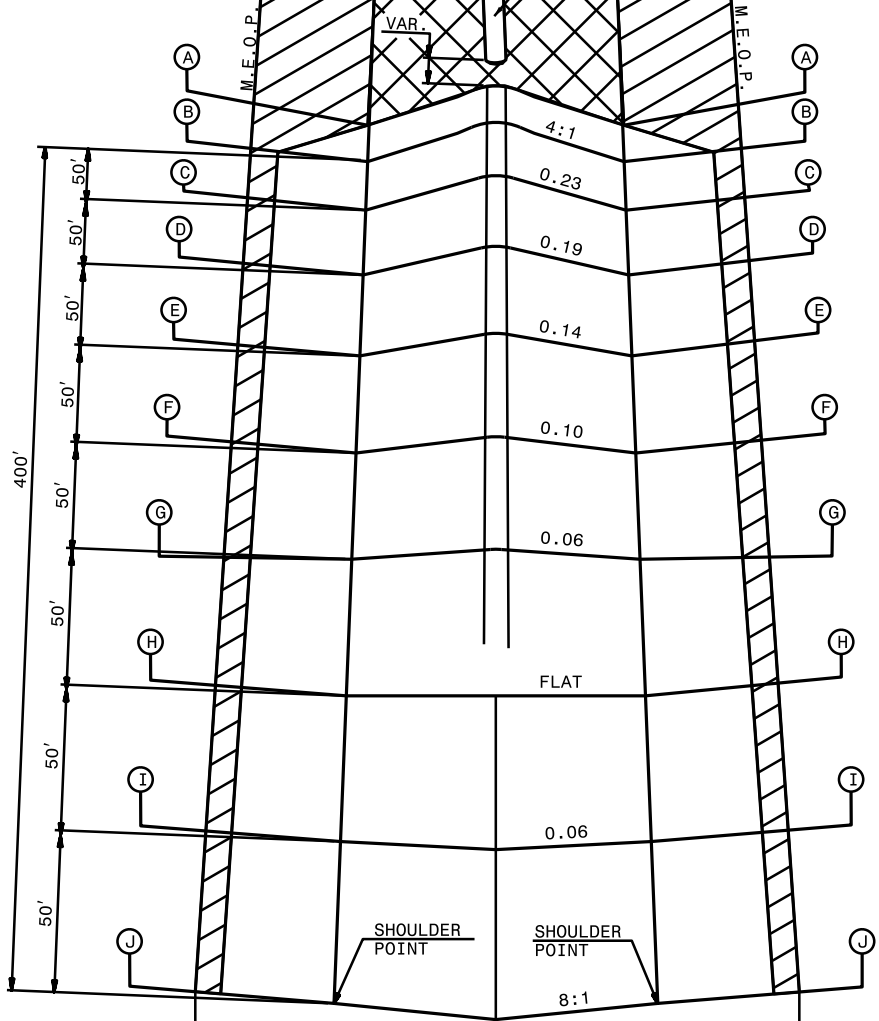 VAR.
M.E.O.P.
M.E.O.P.
A
A
B
B
4:1
50'
C
C
0.23
50'
D
D
0.19
50'
E
E
0.14
50'
F
F
0.10
400'
50'
G
G
0.06
50'
H
H
FLAT
50'
I
I
0.06
50'
J
J
SHOULDER
POINT
SHOULDER
POINT
8:1